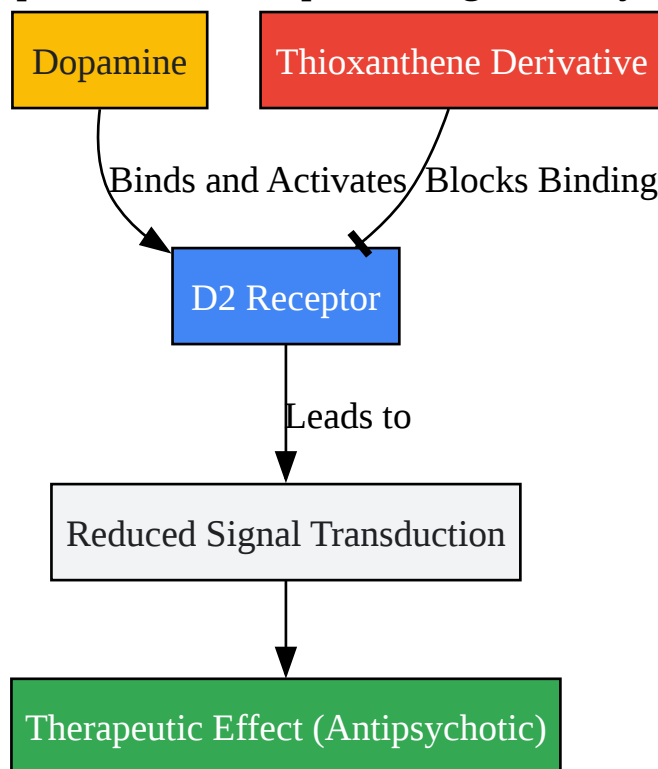 Dopamine
Thioxanthene Derivative
Binds and Activates
Blocks Binding
D2 Receptor
Leads to
Reduced Signal Transduction
Therapeutic Effect (Antipsychotic)